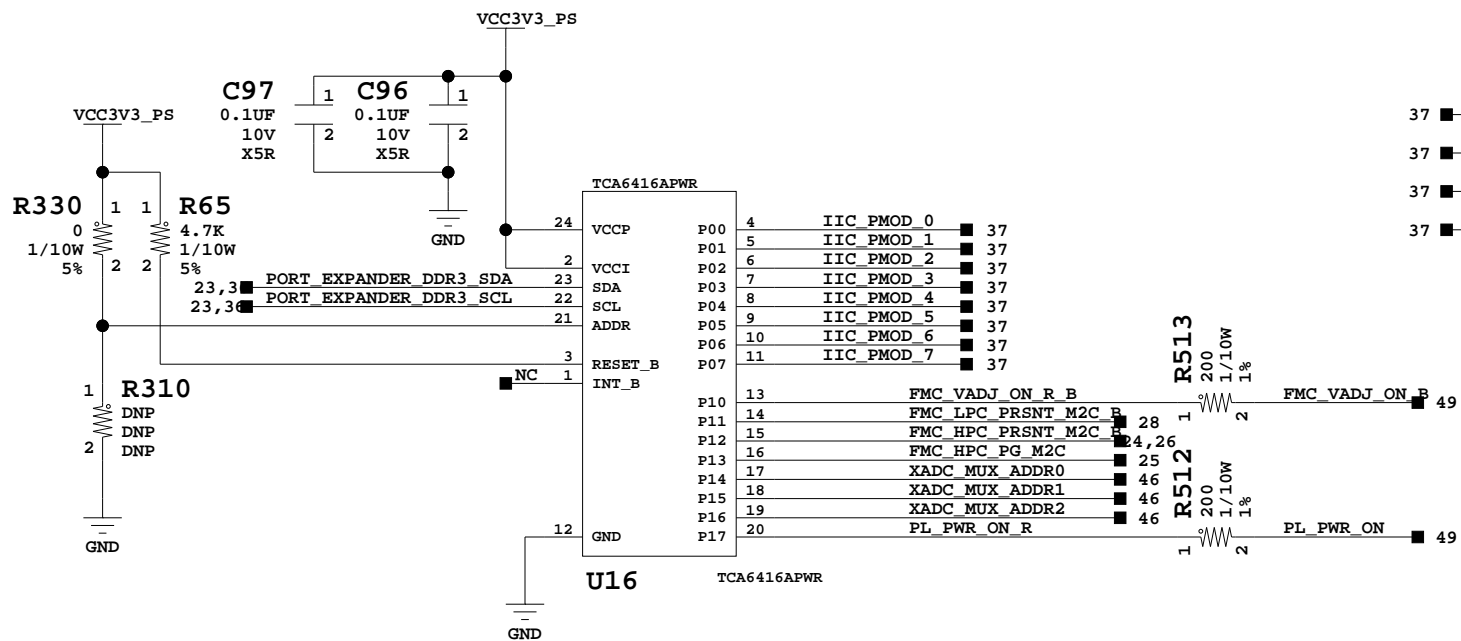 VCC3V3_PS
C97
0.1UF
10V
X5R
1
2
C96
0.1UF
10V
X5R
1
2
GND
VCC3V3_PS
R330
0
1/10W
5%
1
2
R65
4.7K
1/10W
5%
1
2
R310
DNP
DNP
DNP
1
2
GND
37
37
37
37
TCA6416APWR
24 VCCP
2 VCCI
23,3 PORT_EXPANDER_DDR3_SDA 23 SDA
23,36 PORT_EXPANDER_DDR3_SCL 22 SCL
21 ADDR
3 RESET_B
NC 1 INT_B
12 GND
GND
P00 4 IIC_PMOD_0 37
P01 5 IIC_PMOD_1 37
P02 6 IIC_PMOD_2 37
P03 7 IIC_PMOD_3 37
P04 8 IIC_PMOD_4 37
P05 9 IIC_PMOD_5 37
P06 10 IIC_PMOD_6 37
P07 11 IIC_PMOD_7 37
P10 13 FMC_VADJ_ON_R_B
P11 14 FMC_LPC_PRSNT_M2C_B 28
P12 15 FMC_HPC_PRSNT_M2C_B 24,26
P13 16 FMC_HPC_PG_M2C 25
P14 17 XADC_MUX_ADDR0 46
P15 18 XADC_MUX_ADDR1 46
P16 19 XADC_MUX_ADDR2 46
P17 20 PL_PWR_ON_R
U16
TCA6416APWR
R513
200
1/10W
1%
1
2
FMC_VADJ_ON_B 49
R512
200
1/10W
1%
1
2
PL_PWR_ON 49